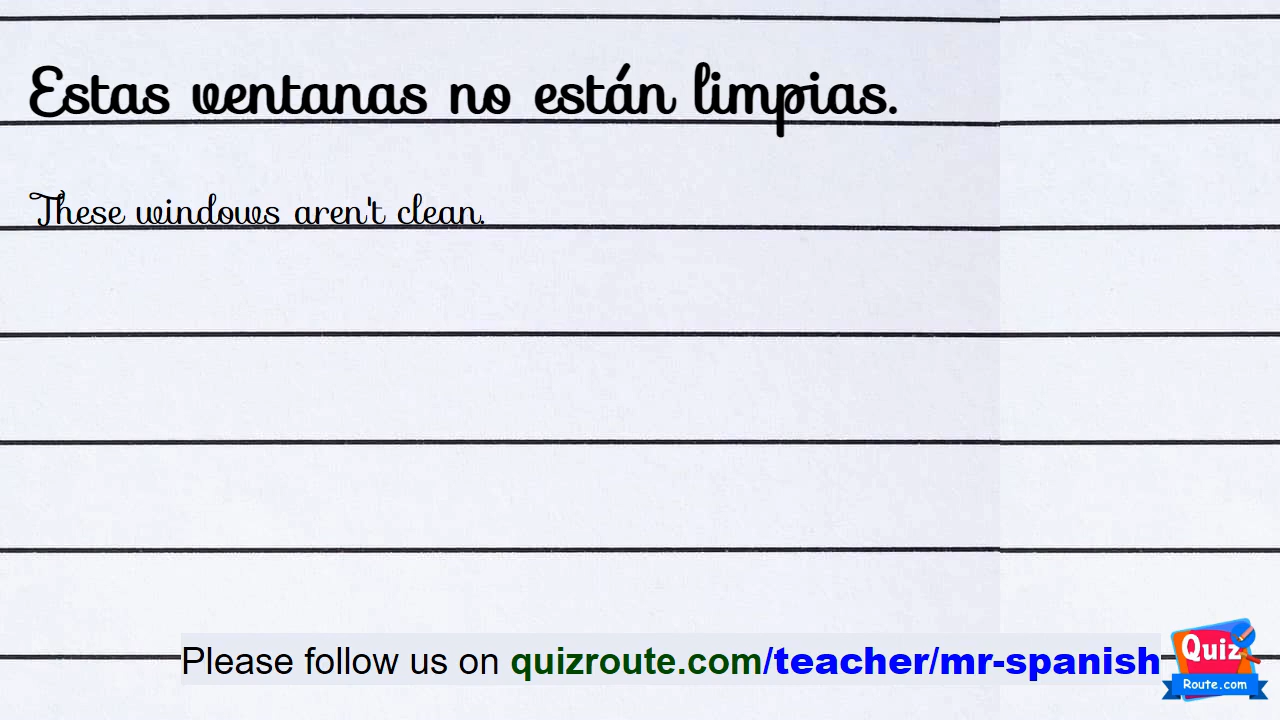 Estas ventanas no están limpias.
These windows aren't clean.
Please follow us on quizroute.com/teacher/mr-spanish
Quiz
Route.com